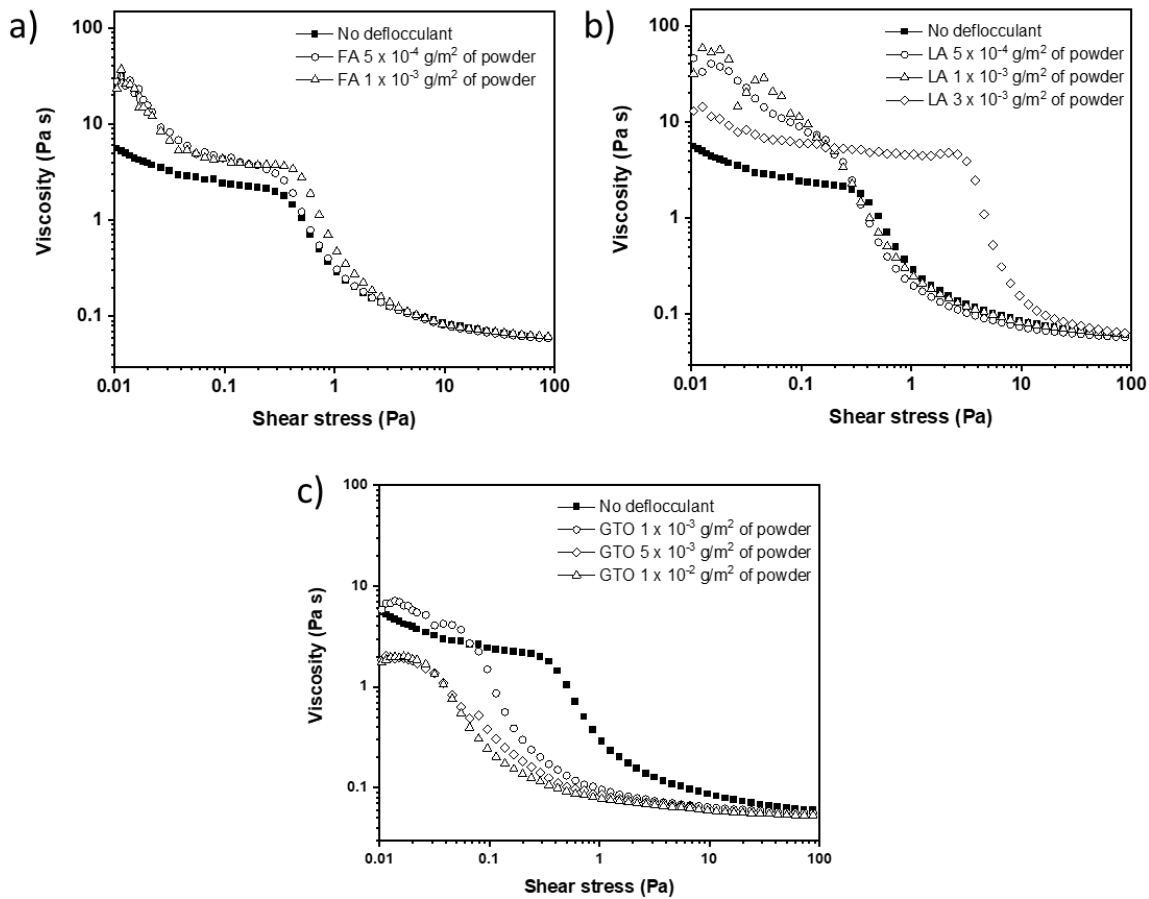 a)
No deflocculant
FA 5 x 10⁻⁴ g/m² of powder
FA 1 x 10⁻³ g/m² of powder
100
10
1
0.1
Viscosity (Pa s)
0.01
0.1
1
10
100
Shear stress (Pa)
b)
No deflocculant
LA 5 x 10⁻⁴ g/m² of powder
LA 1 x 10⁻³ g/m² of powder
LA 3 x 10⁻³ g/m² of powder
100
10
1
0.1
Viscosity (Pa s)
0.01
0.1
1
10
100
Shear stress (Pa)
c)
No deflocculant
GTO 1 x 10⁻³ g/m² of powder
GTO 5 x 10⁻³ g/m² of powder
GTO 1 x 10⁻² g/m² of powder
100
10
1
0.1
Viscosity (Pa s)
0.01
0.1
1
10
100
Shear stress (Pa)